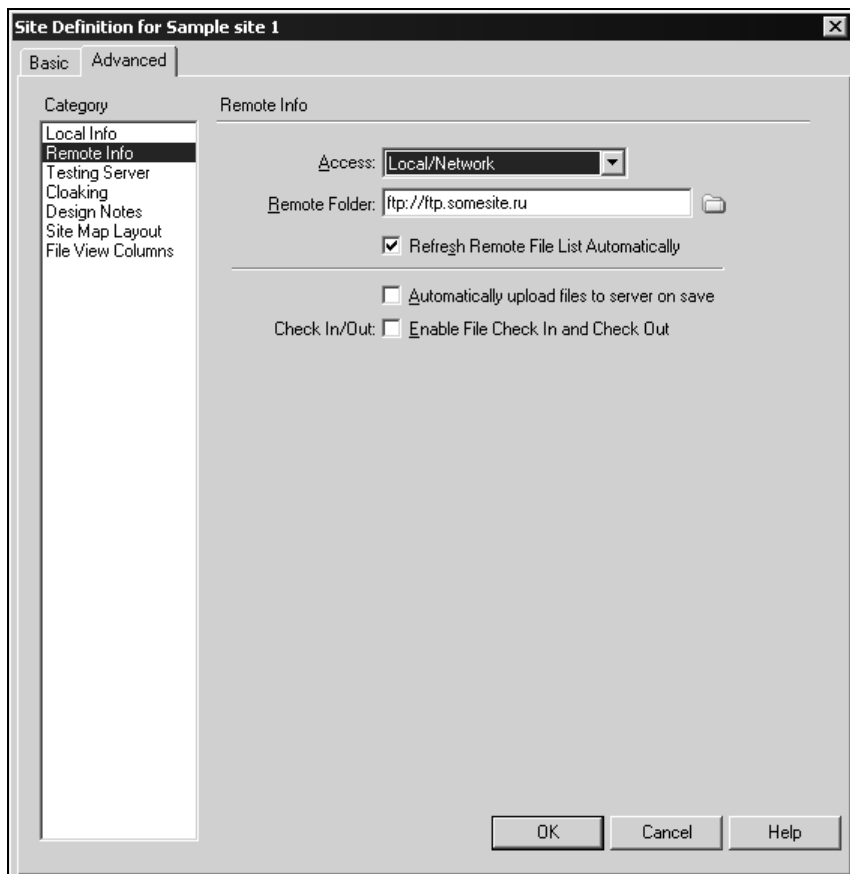 Site Definition for Sample site 1
Basic
Advanced
Category
Local Info
Remote Info
Testing Server
Cloaking
Design Notes
Site Map Layout
File View Columns
Remote Info
Access: Local/Network
Remote Folder: ftp://ftp.somesite.ru
Refresh Remote File List Automatically
Automatically upload files to server on save
Check In/Out: Enable File Check In and Check Out
OK
Cancel
Help